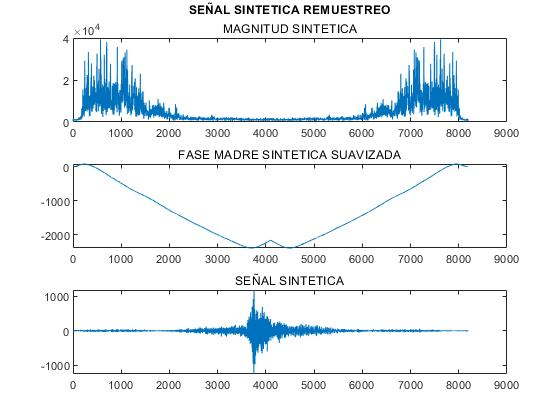 SEÑAL SINTETICA REMUESTREO
MAGNITUD SINTETICA
×10⁴
4
2
0
0 1000 2000 3000 4000 5000 6000 7000 8000 9000
FASE MADRE SINTETICA SUAVIZADA
0
-1000
-2000
0 1000 2000 3000 4000 5000 6000 7000 8000 9000
SEÑAL SINTETICA
1000
0
-1000
0 1000 2000 3000 4000 5000 6000 7000 8000 9000